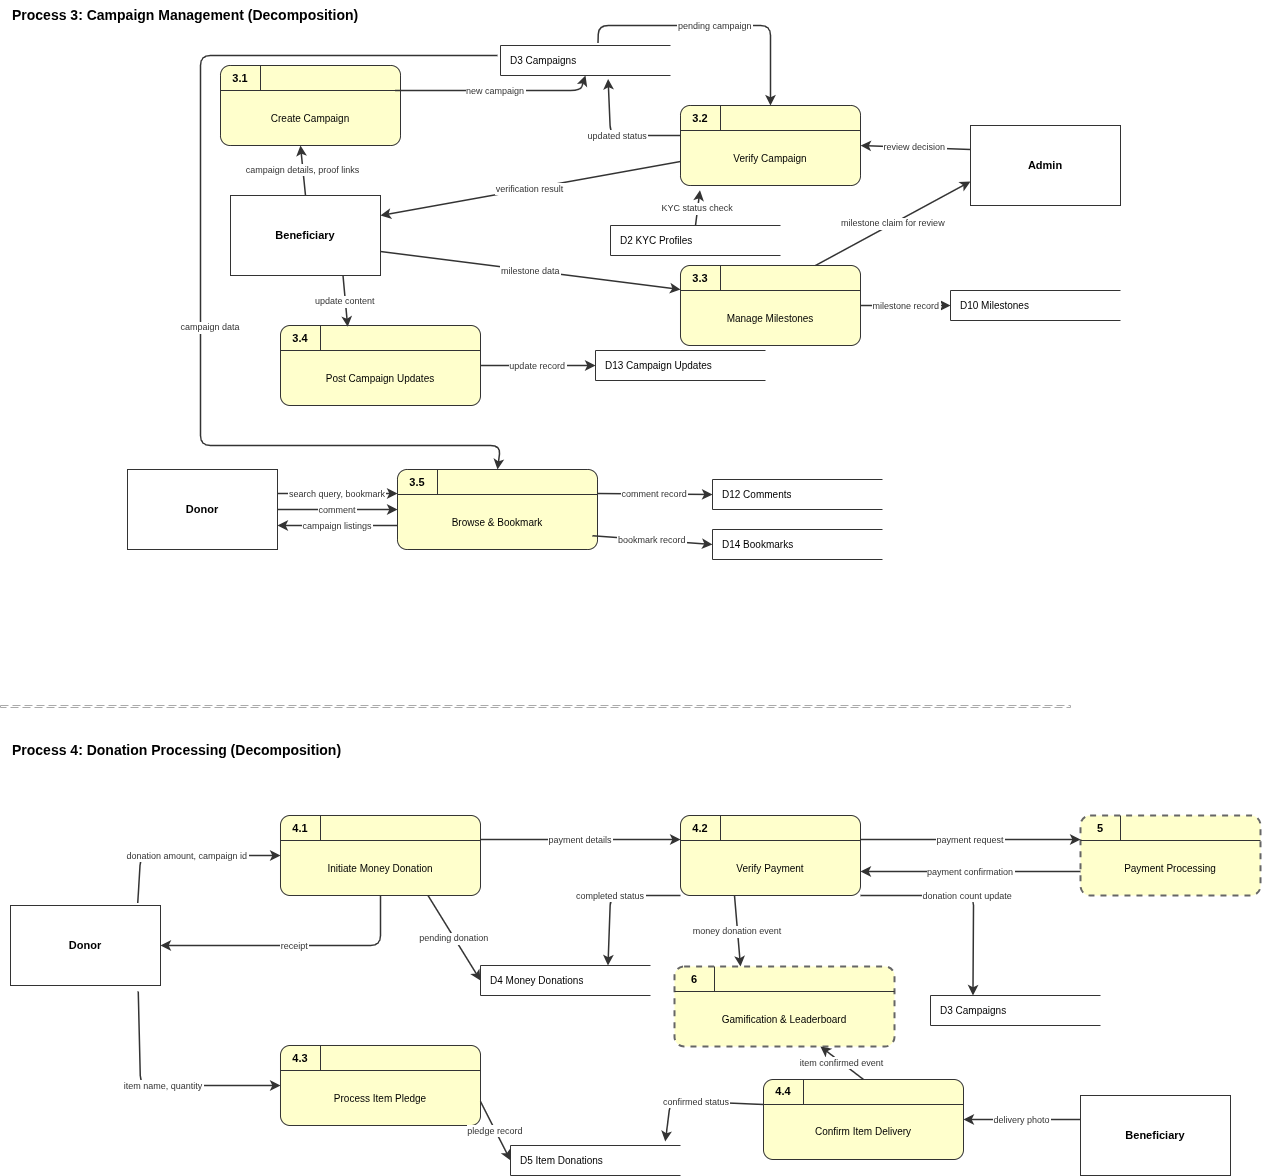 Process 3: Campaign Management (Decomposition)
pending campaign
D3 Campaigns
3.1
new campaign
Create Campaign
3.2
updated status
review decision
Verify Campaign
Admin
campaign details, proof links
verification result
KYC status check
milestone claim for review
Beneficiary
D2 KYC Profiles
milestone data
3.3
update content
milestone record
D10 Milestones
Manage Milestones
campaign data
3.4
update record
D13 Campaign Updates
Post Campaign Updates
3.5
search query, bookmark
comment record
D12 Comments
Donor
comment
campaign listings
Browse & Bookmark
bookmark record
D14 Bookmarks
Process 4: Donation Processing (Decomposition)
4.1
payment details
4.2
payment request
5
donation amount, campaign id
Initiate Money Donation
Verify Payment
payment confirmation
Payment Processing
completed status
donation count update
Donor
receipt
pending donation
money donation event
D4 Money Donations
6
Gamification & Leaderboard
D3 Campaigns
4.3
item confirmed event
item name, quantity
Process Item Pledge
4.4
confirmed status
delivery photo
Confirm Item Delivery
Beneficiary
pledge record
D5 Item Donations